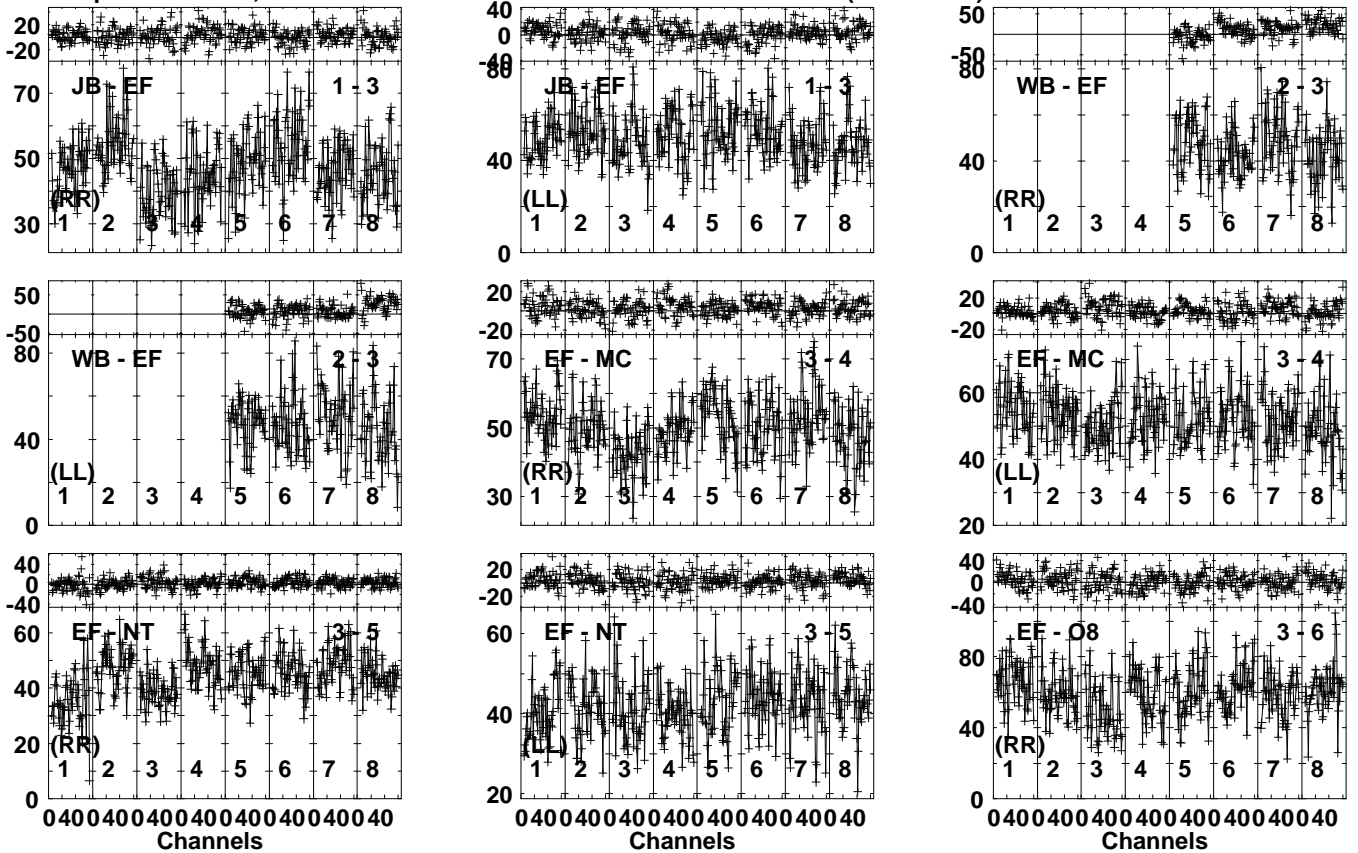 20 -20 70 50 30 JB - EF 1 - 3 (RR) 1 2 3 4 5 6 7 8
40 0 -40 80 40 0 JB - EF 1 - 3 (LL) 1 2 3 4 5 6 7 8
50 -50 80 40 0 WB - EF 2 - 3 (RR) 1 2 3 4 5 6 7 8
50 -50 80 40 0 WB - EF 2 - 3 (LL) 1 2 3 4 5 6 7 8
20 -20 70 50 30 EF - MC 3 - 4 (RR) 1 2 3 4 5 6 7 8
20 -20 60 40 20 EF - MC 3 - 4 (LL) 1 2 3 4 5 6 7 8
40 0 -40 60 40 20 0 EF - NT 3 - 5 (RR) 1 2 3 4 5 6 7 8
20 -20 60 40 20 EF - NT 3 - 5 (LL) 1 2 3 4 5 6 7 8
40 0 -40 80 40 0 EF - O8 3 - 6 (RR) 1 2 3 4 5 6 7 8
0 40 0 40 0 40 0 40 0 40 0 40 0 40 0 40
Channels
0 40 0 40 0 40 0 40 0 40 0 40 0 40 0 40
Channels
0 40 0 40 0 40 0 40 0 40 0 40 0 40 0 40
Channels